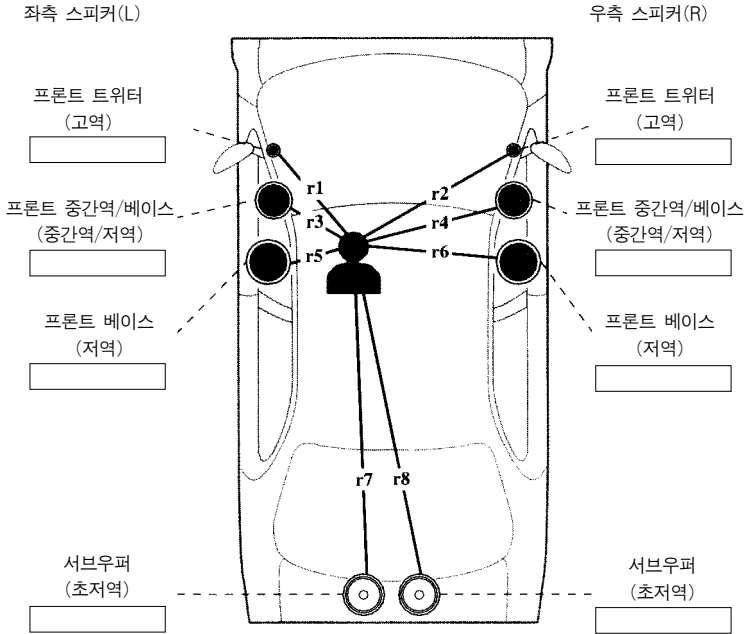 좌측 스피커(L)
우측 스피커(R)
프론트 트위터
(고역)
프론트 트위터
(고역)
r1
r2
프론트 중간역/베이스
(중간역/저역)
프론트 중간역/베이스
(중간역/저역)
r3
r4
r5
r6
프론트 베이스
(저역)
프론트 베이스
(저역)
r7
r8
서브우퍼
(초저역)
서브우퍼
(초저역)